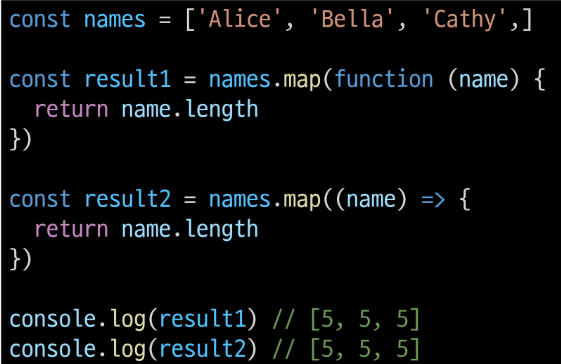 const names = ['Alice', 'Bella', 'Cathy',]
const result1 = names.map(function (name) {
  return name.length
})
const result2 = names.map((name) => {
  return name.length
})
console.log(result1) // [5, 5, 5]
console.log(result2) // [5, 5, 5]